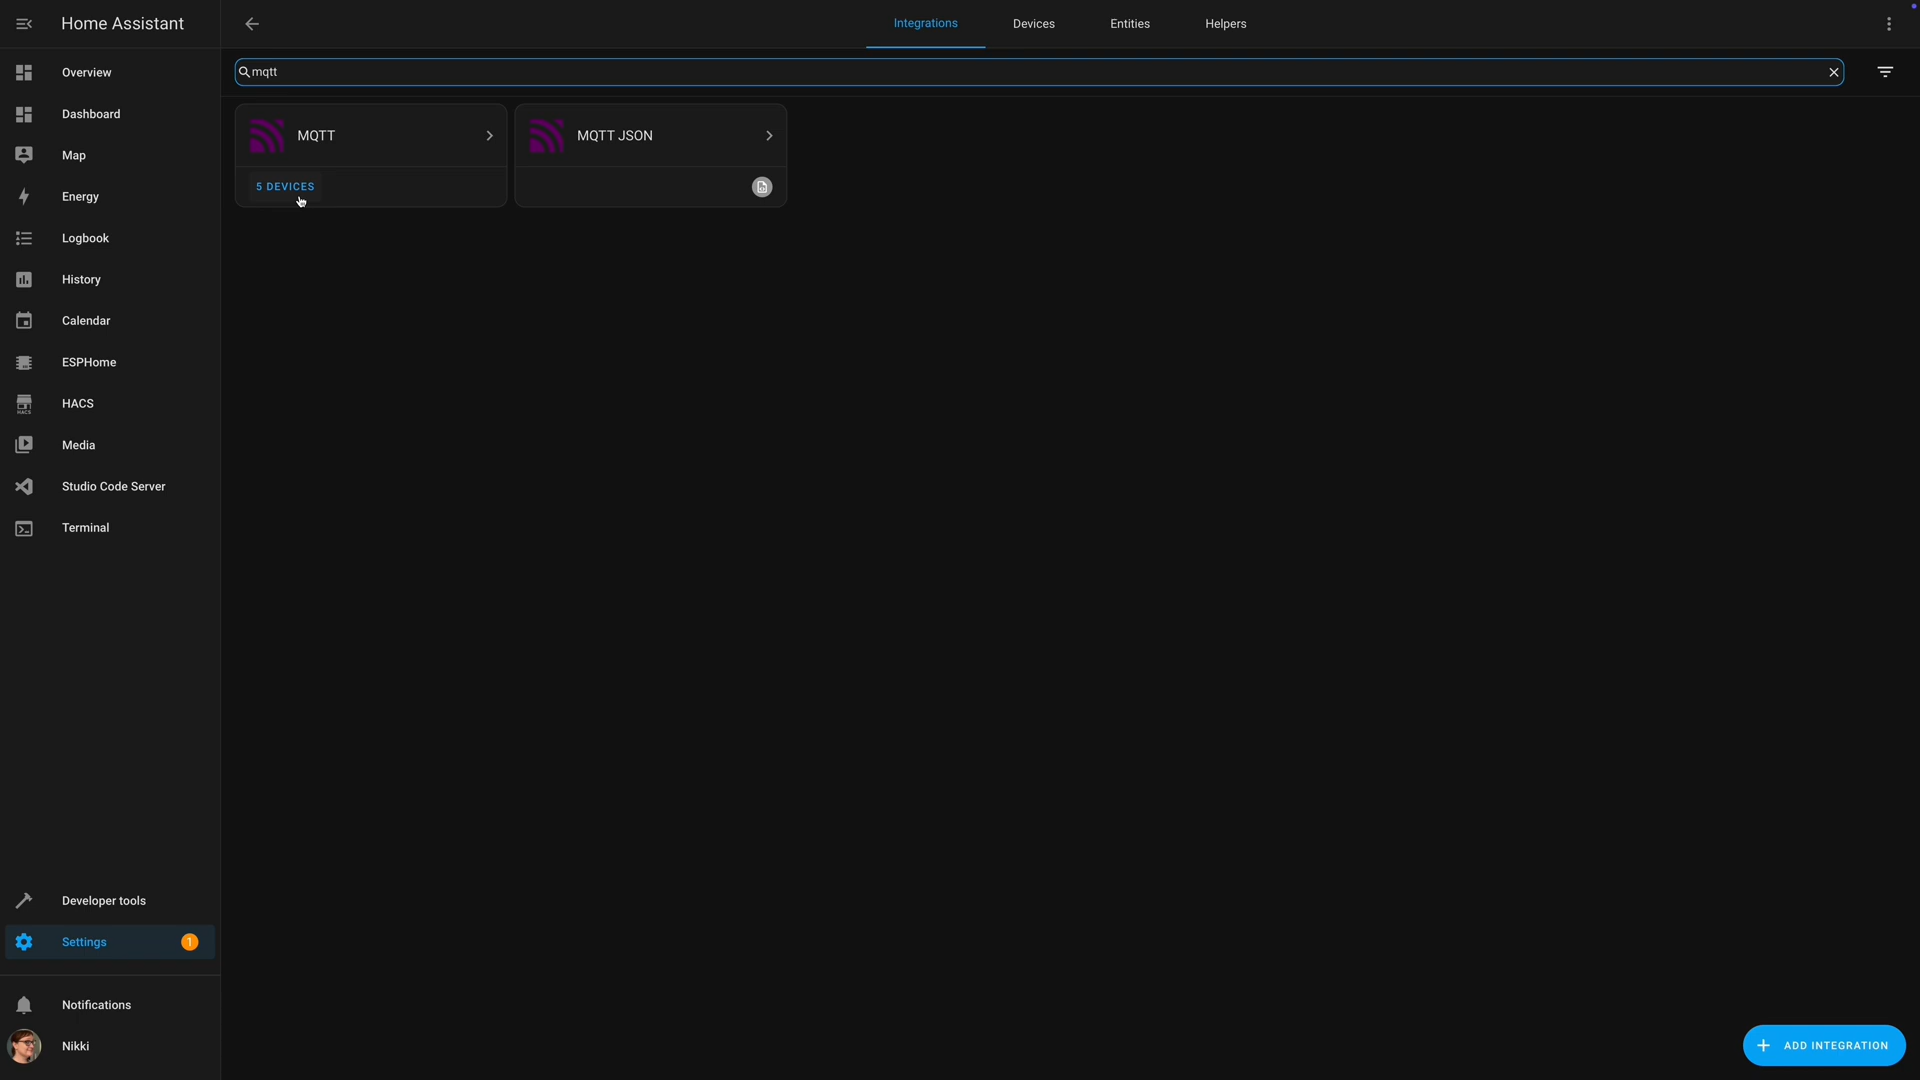 Home Assistant
Integrations
Devices
Entities
Helpers
mqtt
Overview
Dashboard
Map
Energy
Logbook
History
Calendar
ESPHome
HACS
HACS
Media
Studio Code Server
Terminal
MQTT
5 DEVICES
MQTT JSON
Developer tools
Settings
1
Notifications
Nikki
ADD INTEGRATION